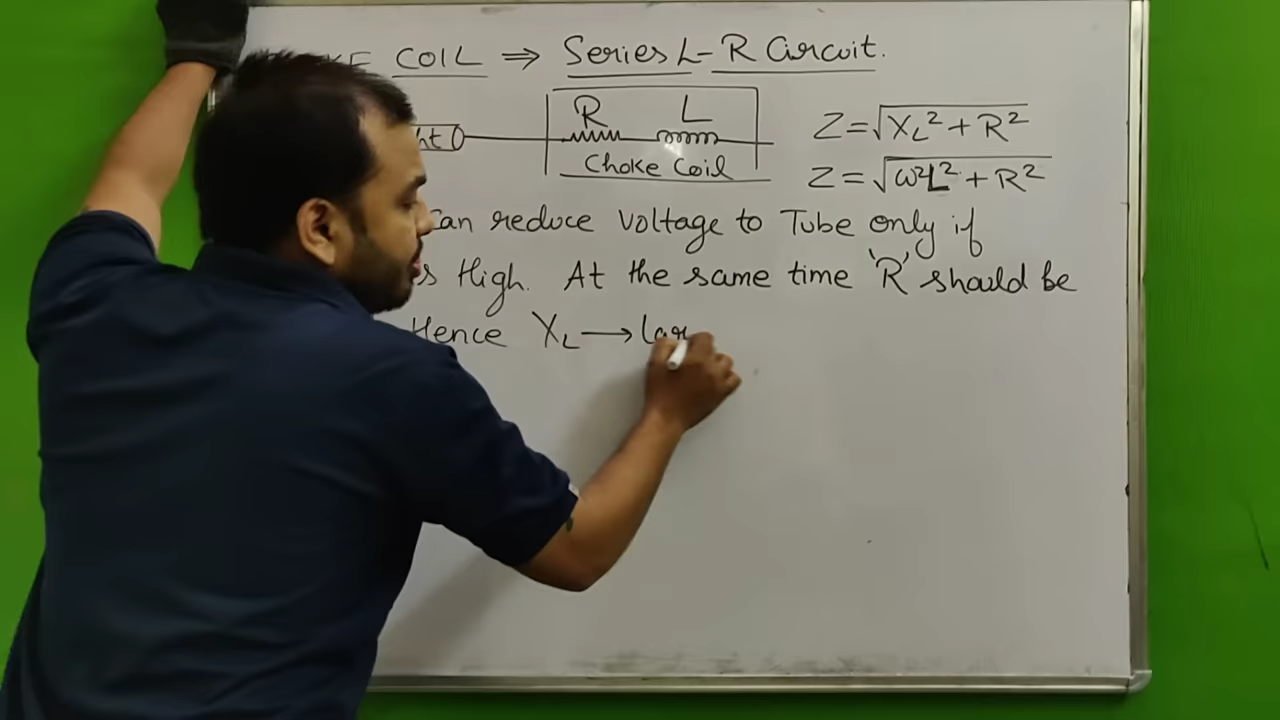 COIL ⇒ Series L-R Circuit.
R L
Z=√X_L²+R²
Choke Coil
Z=√ω²L²+R²
Can reduce voltage to Tube only if
High. At the same time 'R' should be
Hence X_L → lar